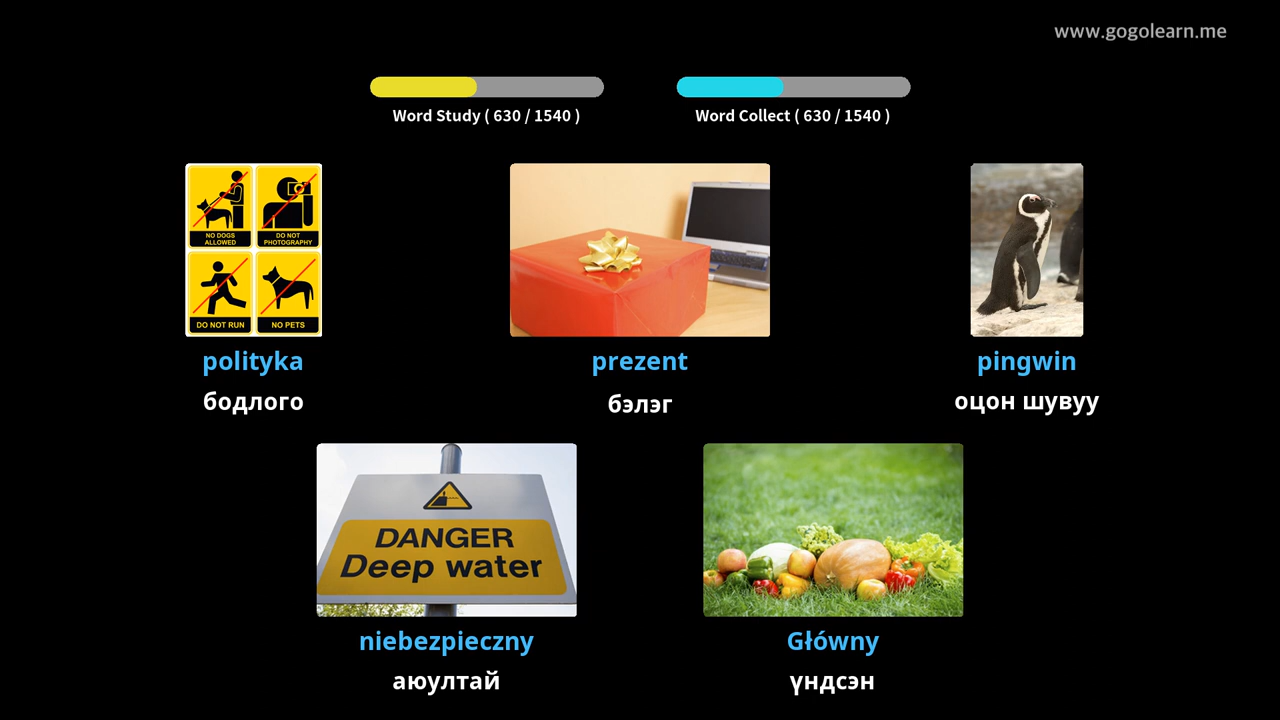 www.gogolearn.me
Word Study ( 630 / 1540 )
Word Collect ( 630 / 1540 )
NO DOGS
ALLOWED
DO NOT
PHOTOGRAPHY
DO NOT RUN
NO PETS
polityka
бодлого
prezent
бэлэг
pingwin
оцон шувуу
DANGER
Deep water
niebezpieczny
аюултай
Główny
үндсэн